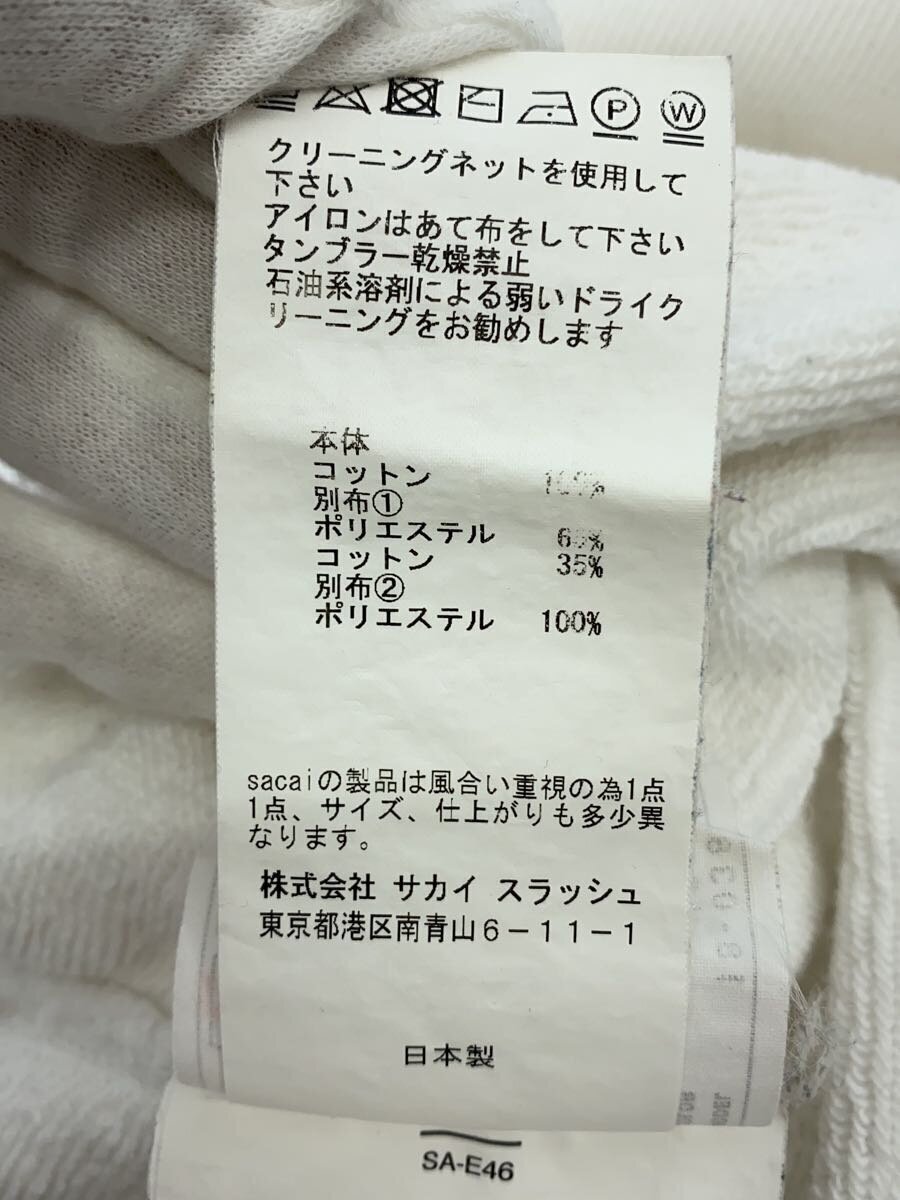 P W
クリーニングネットを使用して
下さい
アイロンはあて布をして下さい
タンブラー乾燥禁止
石油系溶剤による弱いドライク
リーニングをお勧めします
本体
コットン 100%
別布①
ポリエステル 65%
コットン 35%
別布②
ポリエステル 100%
sacaiの製品は風合い重視の為1点
1点、サイズ、仕上がりも多少異
なります。
株式会社 サカイ スラッシュ
東京都港区南青山6-11-1
日本製
SA-E46